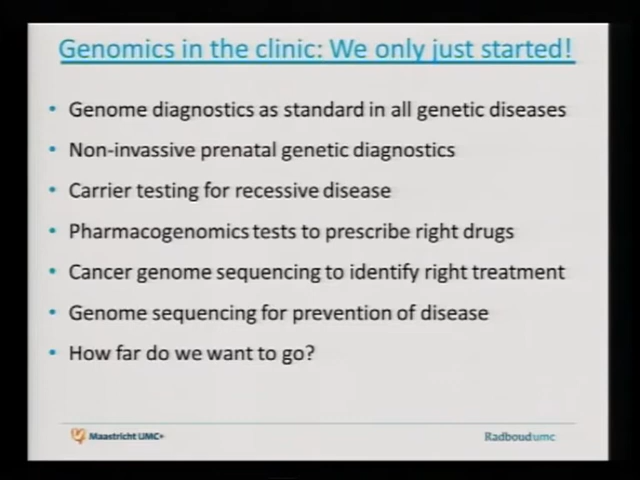 Genomics in the clinic: We only just started!
• Genome diagnostics as standard in all genetic diseases
• Non-invassive prenatal genetic diagnostics
• Carrier testing for recessive disease
• Pharmacogenomics tests to prescribe right drugs
• Cancer genome sequencing to identify right treatment
• Genome sequencing for prevention of disease
• How far do we want to go?
Maastricht UMC+
Radboudumc